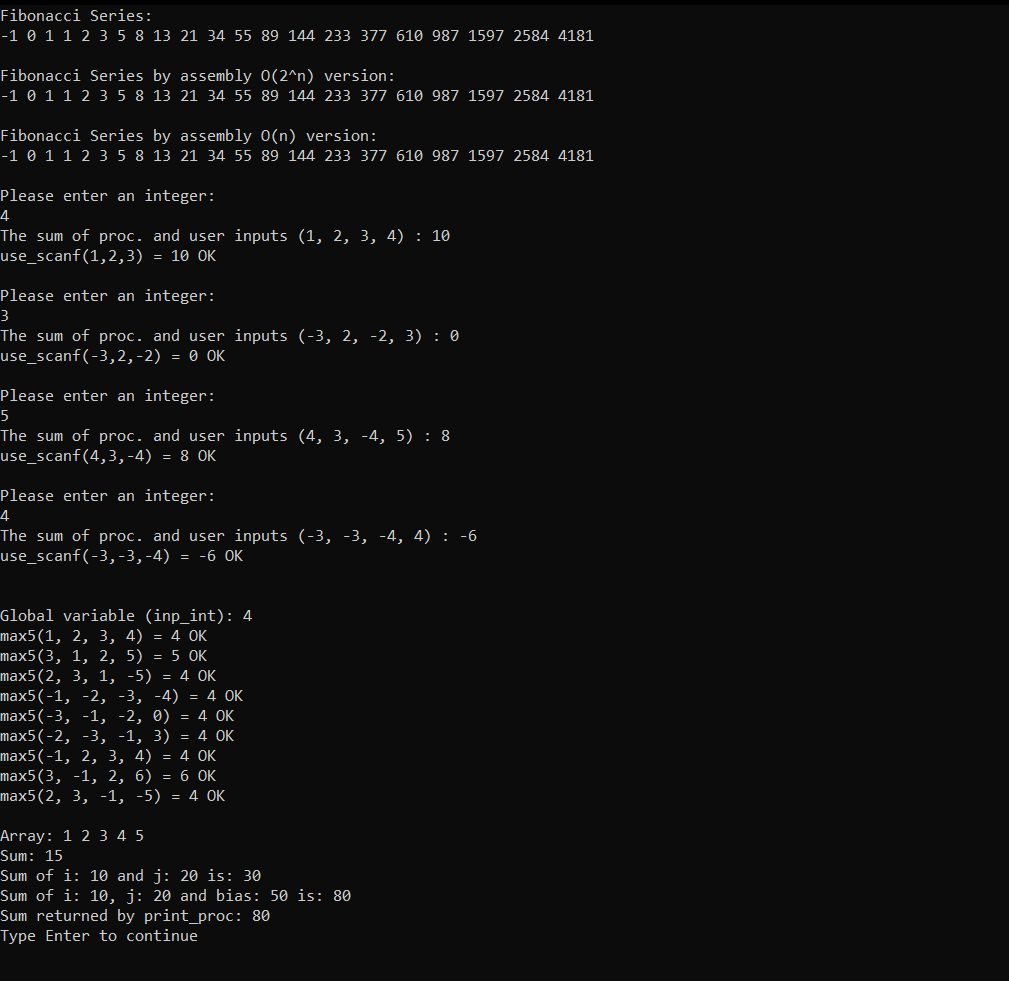 Fibonacci Series:
-1 0 1 1 2 3 5 8 13 21 34 55 89 144 233 377 610 987 1597 2584 4181
Fibonacci Series by assembly O(2^n) version:
-1 0 1 1 2 3 5 8 13 21 34 55 89 144 233 377 610 987 1597 2584 4181
Fibonacci Series by assembly O(n) version:
-1 0 1 1 2 3 5 8 13 21 34 55 89 144 233 377 610 987 1597 2584 4181
Please enter an integer:
4
The sum of proc. and user inputs (1, 2, 3, 4) : 10
use_scanf(1,2,3) = 10 OK
Please enter an integer:
3
The sum of proc. and user inputs (-3, 2, -2, 3) : 0
use_scanf(-3,2,-2) = 0 OK
Please enter an integer:
5
The sum of proc. and user inputs (4, 3, -4, 5) : 8
use_scanf(4,3,-4) = 8 OK
Please enter an integer:
4
The sum of proc. and user inputs (-3, -3, -4, 4) : -6
use_scanf(-3,-3,-4) = -6 OK
Global variable (inp_int): 4
max5(1, 2, 3, 4) = 4 OK
max5(3, 1, 2, 5) = 5 OK
max5(2, 3, 1, -5) = 4 OK
max5(-1, -2, -3, -4) = 4 OK
max5(-3, -1, -2, 0) = 4 OK
max5(-2, -3, -1, 3) = 4 OK
max5(-1, 2, 3, 4) = 4 OK
max5(3, -1, 2, 6) = 6 OK
max5(2, 3, -1, -5) = 4 OK
Array: 1 2 3 4 5
Sum: 15
Sum of i: 10 and j: 20 is: 30
Sum of i: 10, j: 20 and bias: 50 is: 80
Sum returned by print_proc: 80
Type Enter to continue